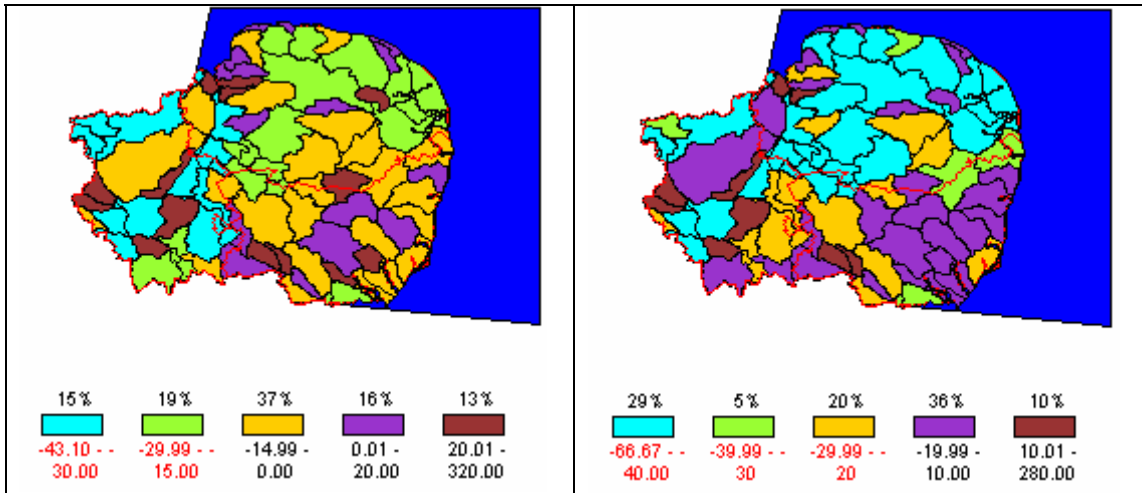 15% 19% 37% 16% 13%
-43.10 - - -29.99 - - -14.99 - 0.01 - 20.01 -
30.00 15.00 0.00 20.00 320.00
29% 5% 20% 36% 10%
-66.67 - - -39.99 - - -29.99 - - -19.99 - 10.01 -
40.00 30 20 10.00 280.00